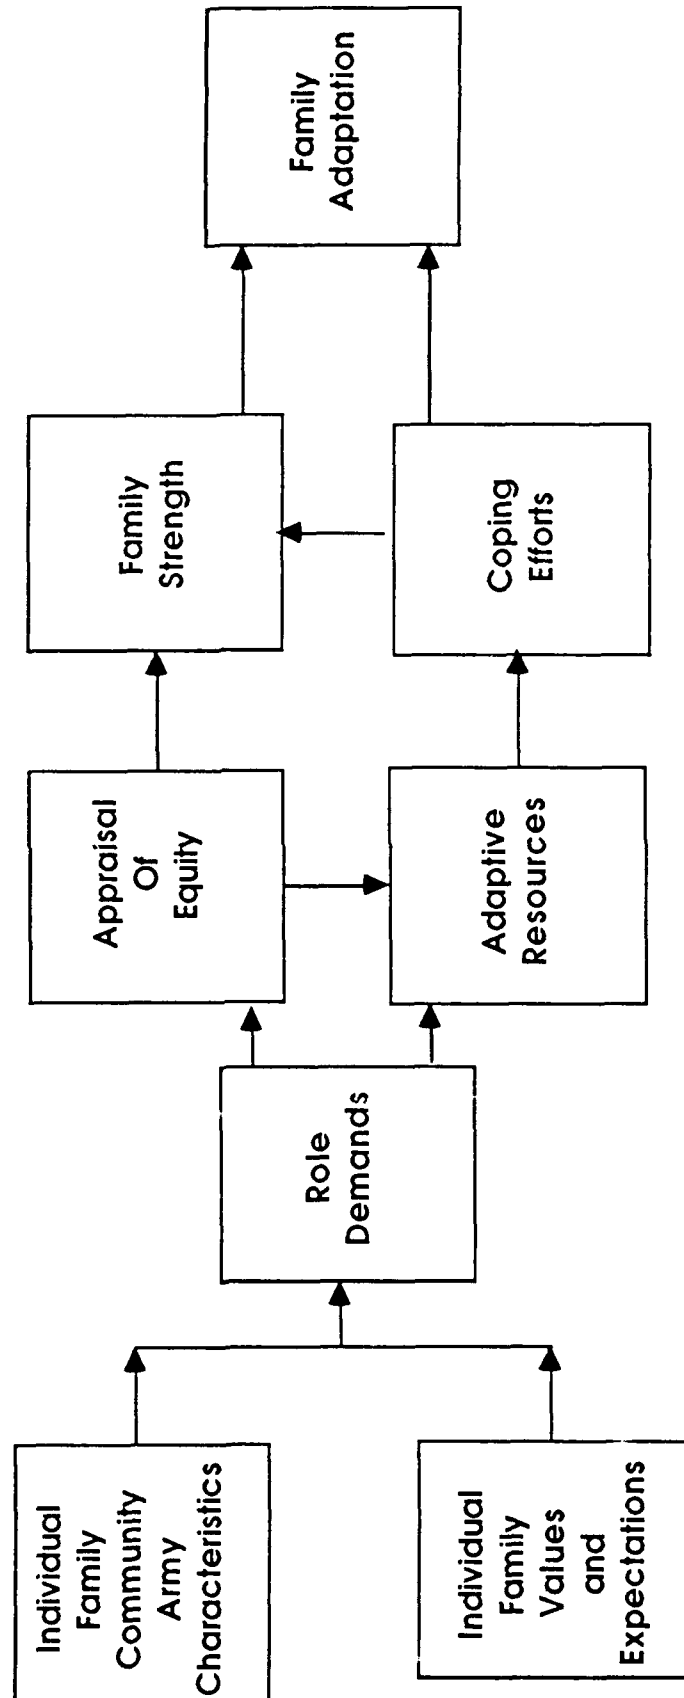 Individual
Family
Community
Army
Characteristics
Individual
Family
Values
and
Expectations
Role
Demands
Appraisal
Of
Equity
Adaptive
Resources
Family
Strength
Coping
Efforts
Family
Adaptation